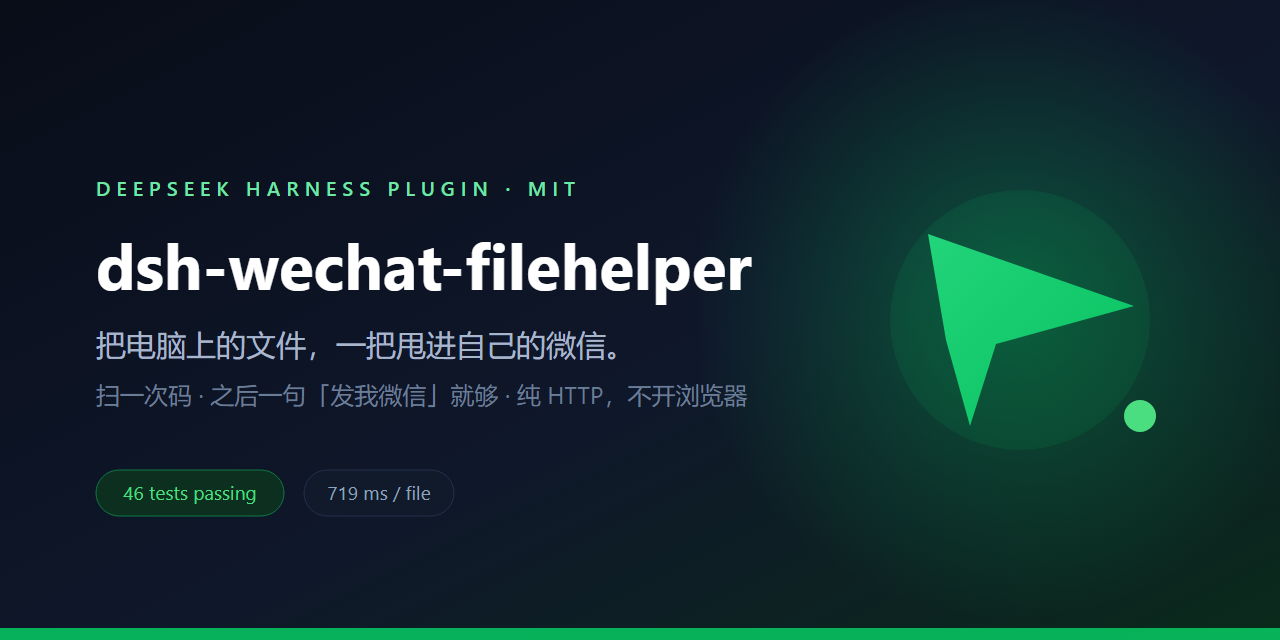 DEEPSEEK HARNESS PLUGIN · MIT
dsh-wechat-filehelper
把电脑上的文件，一把甩进自己的微信。
扫一次码 · 之后一句「发我微信」就够 · 纯 HTTP，不开浏览器
46 tests passing
719 ms / file